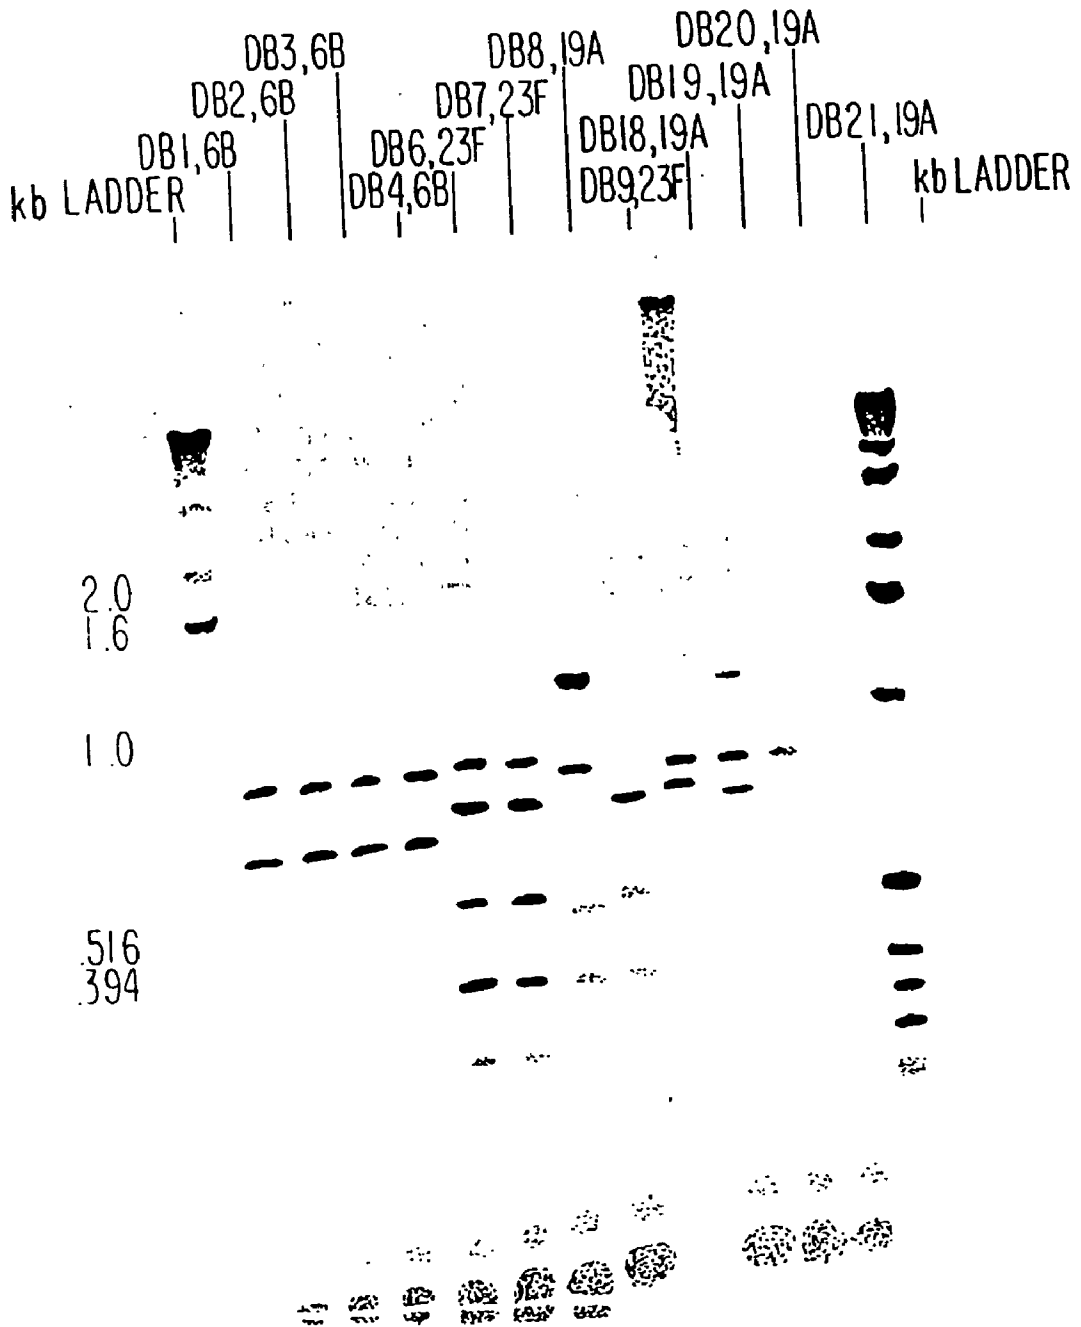 DB20,19A
DB3,6B
DB8,19A
DB19,19A
DB2,6B
DB7,23F
DB21,19A
DB1,6B
DB6,23F
DB18,19A
kb LADDER
DB4,6B
DB9,23F
kb LADDER
2.0
1.6
1.0
.516
.394